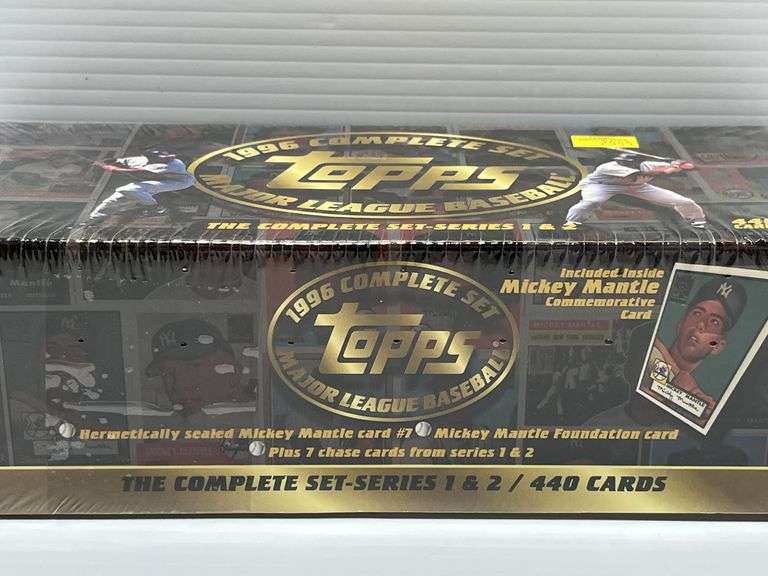 1996 COMPLETE SET
Topps
MAJOR LEAGUE BASEBALL
THE COMPLETE SET-SERIES 1 & 2
Included Inside
Mickey Mantle
Commemorative
Card
1996 COMPLETE SET
Topps
MAJOR LEAGUE BASEBALL
Hermetically sealed Mickey Mantle card #7 Mickey Mantle Foundation card
Plus 7 chase cards from series 1 & 2
THE COMPLETE SET-SERIES 1 & 2 / 440 CARDS